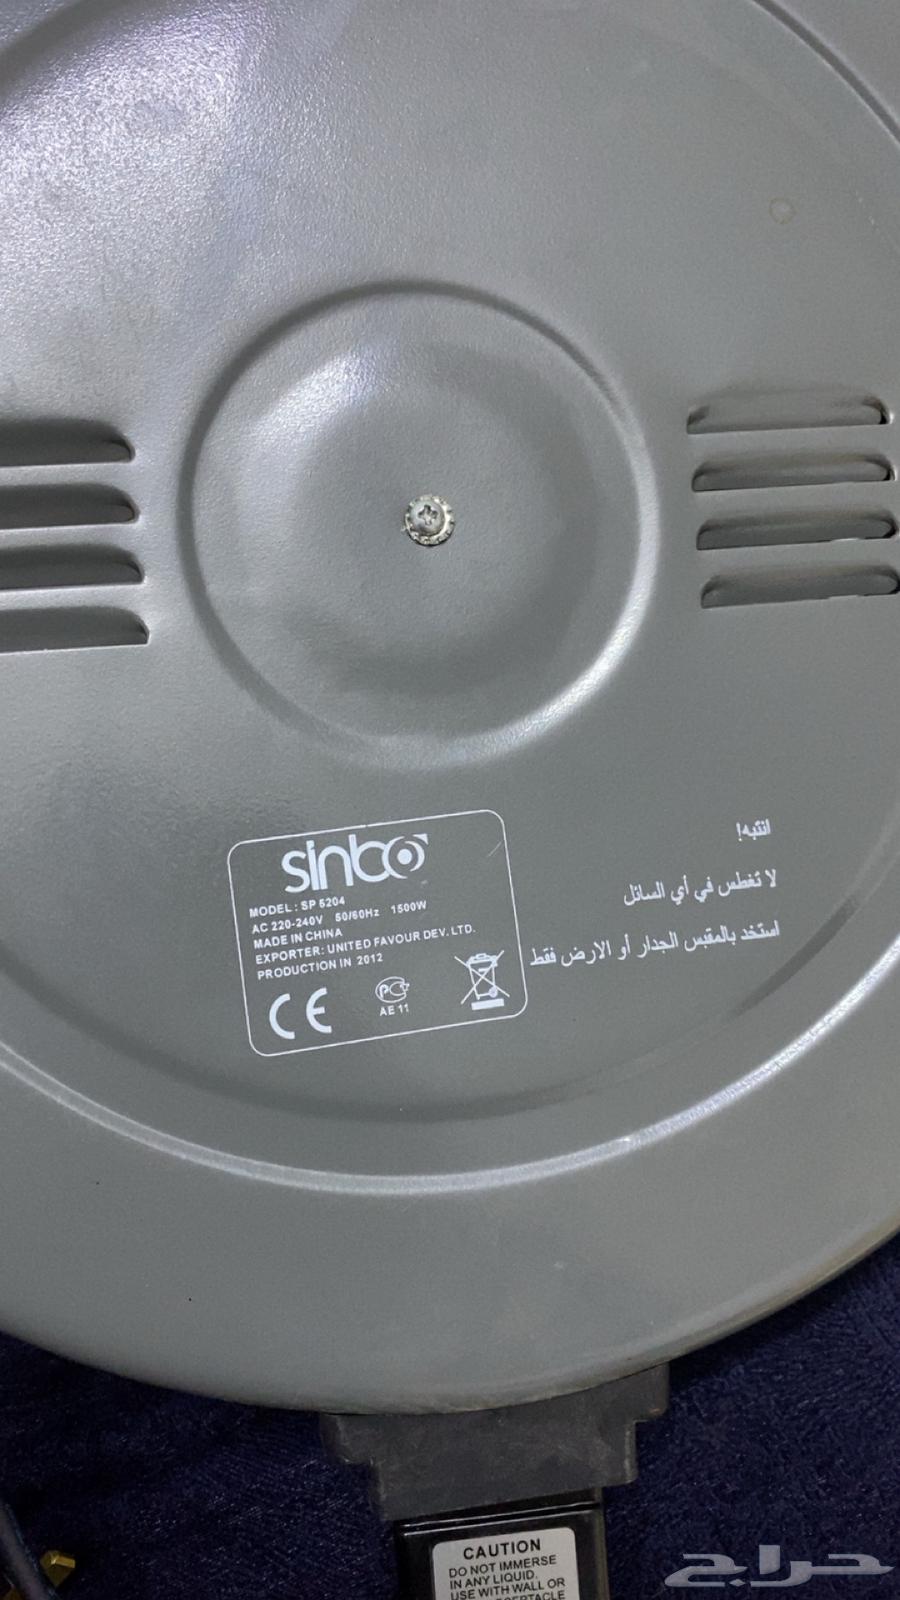 sinbo
MODEL : SP 5204
AC 220-240V 50/60Hz 1500W
MADE IN CHINA
EXPORTER: UNITED FAVOUR DEV. LTD.
PRODUCTION IN 2012
CE
AE 11
انتبه!
لا تغطس في أي السائل
استخد بالمقبس الجدار أو الارض فقط
CAUTION
DO NOT IMMERSE
IN ANY LIQUID.
USE WITH WALL OR
حراج